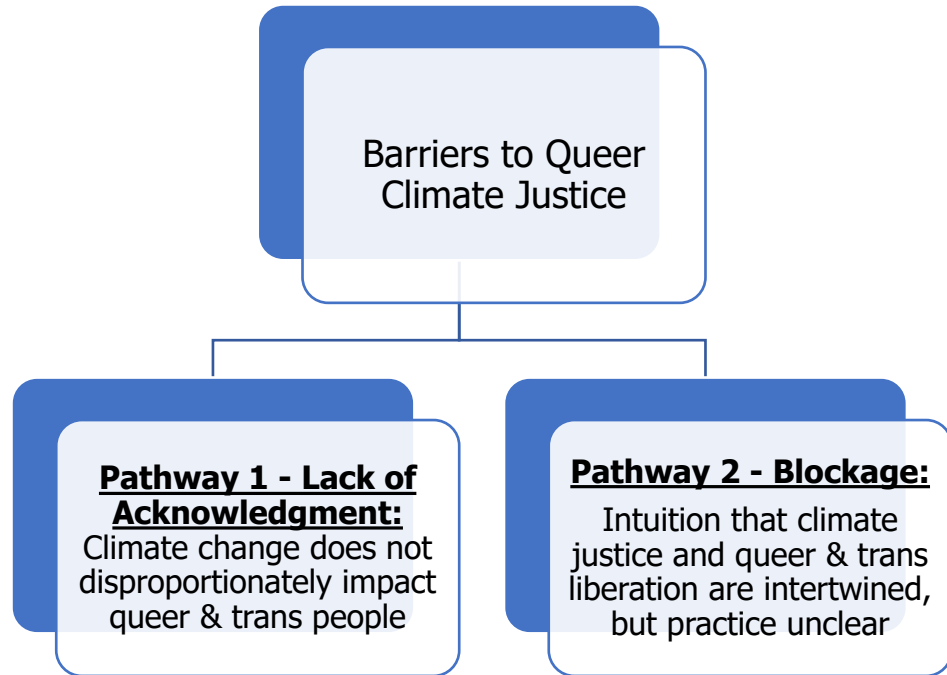 Barriers to Queer
Climate Justice
Pathway 1 - Lack of
Acknowledgment:
Climate change does not
disproportionately impact
queer & trans people
Pathway 2 - Blockage:
Intuition that climate
justice and queer & trans
liberation are intertwined,
but practice unclear